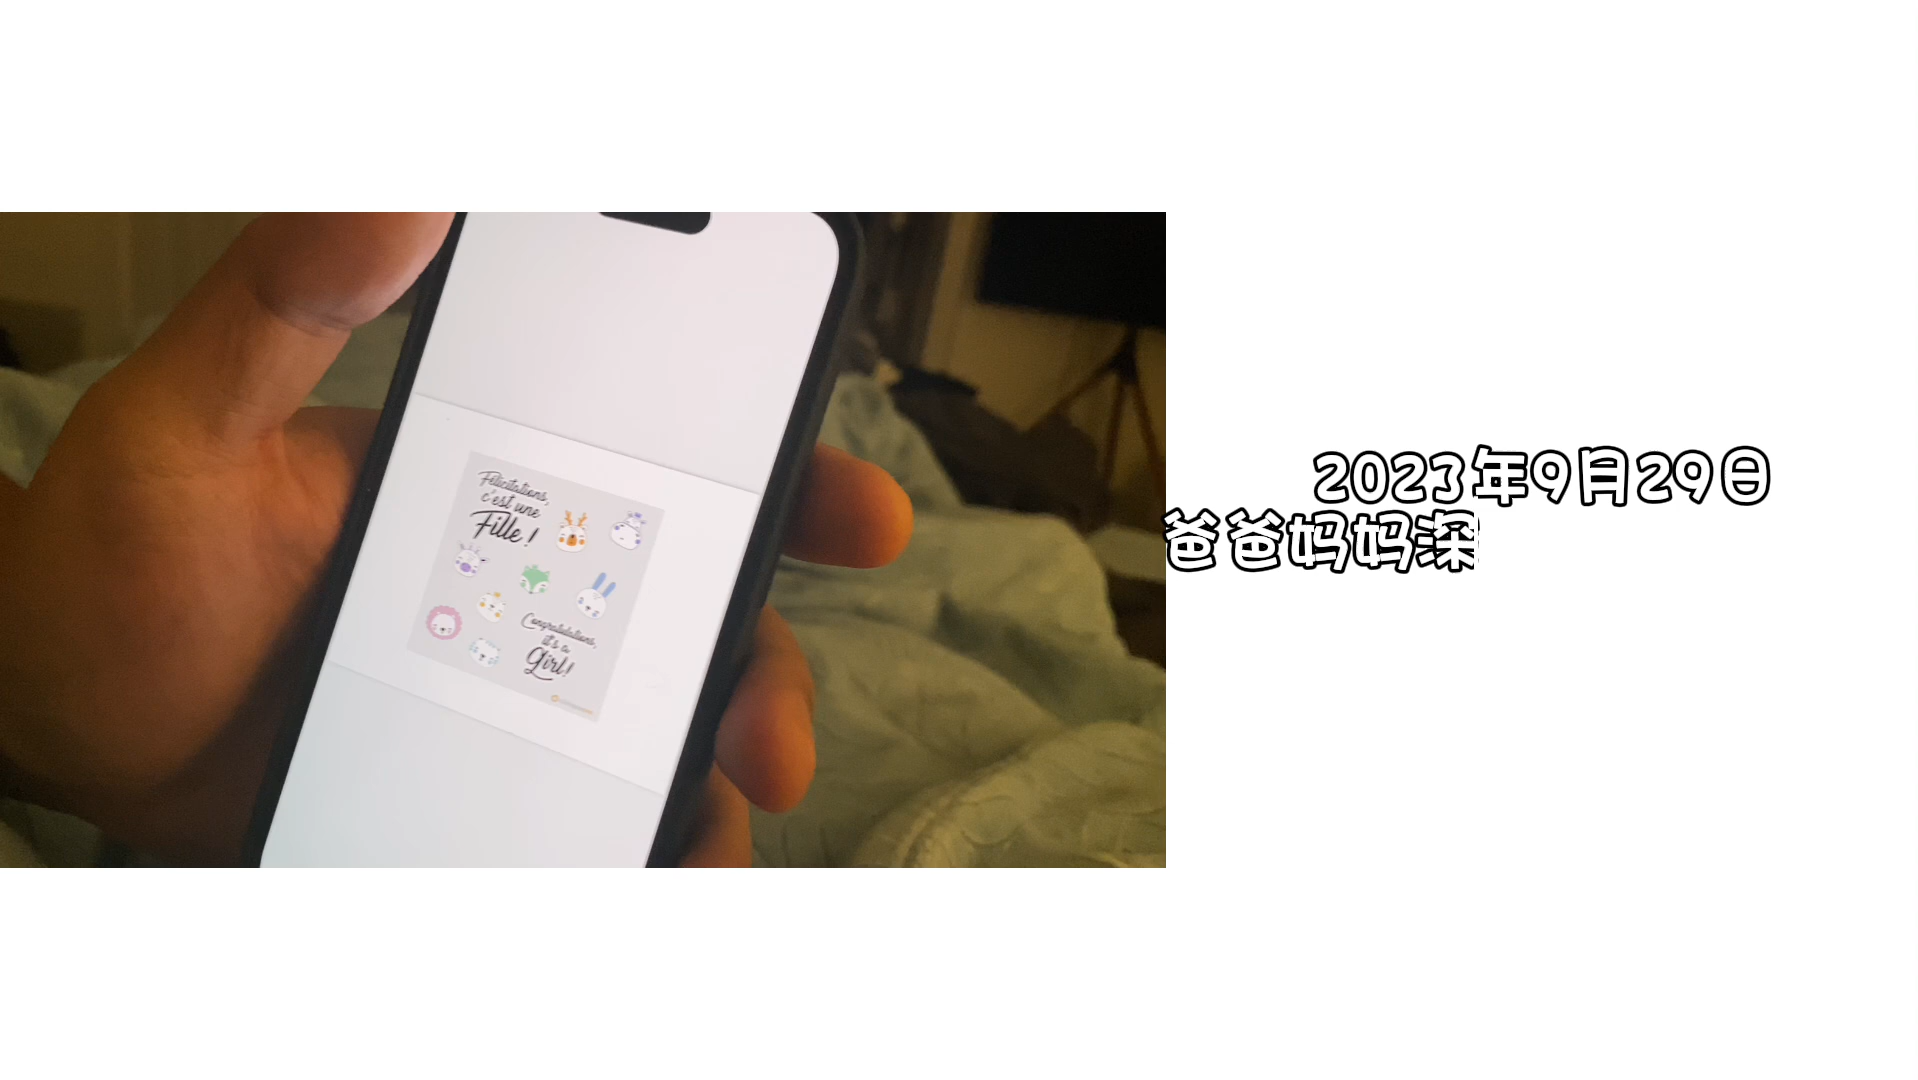 Félicitations,
c'est une
Fille !
Congratulations,
it's a
Girl!
2023年9月29日
爸爸妈妈深